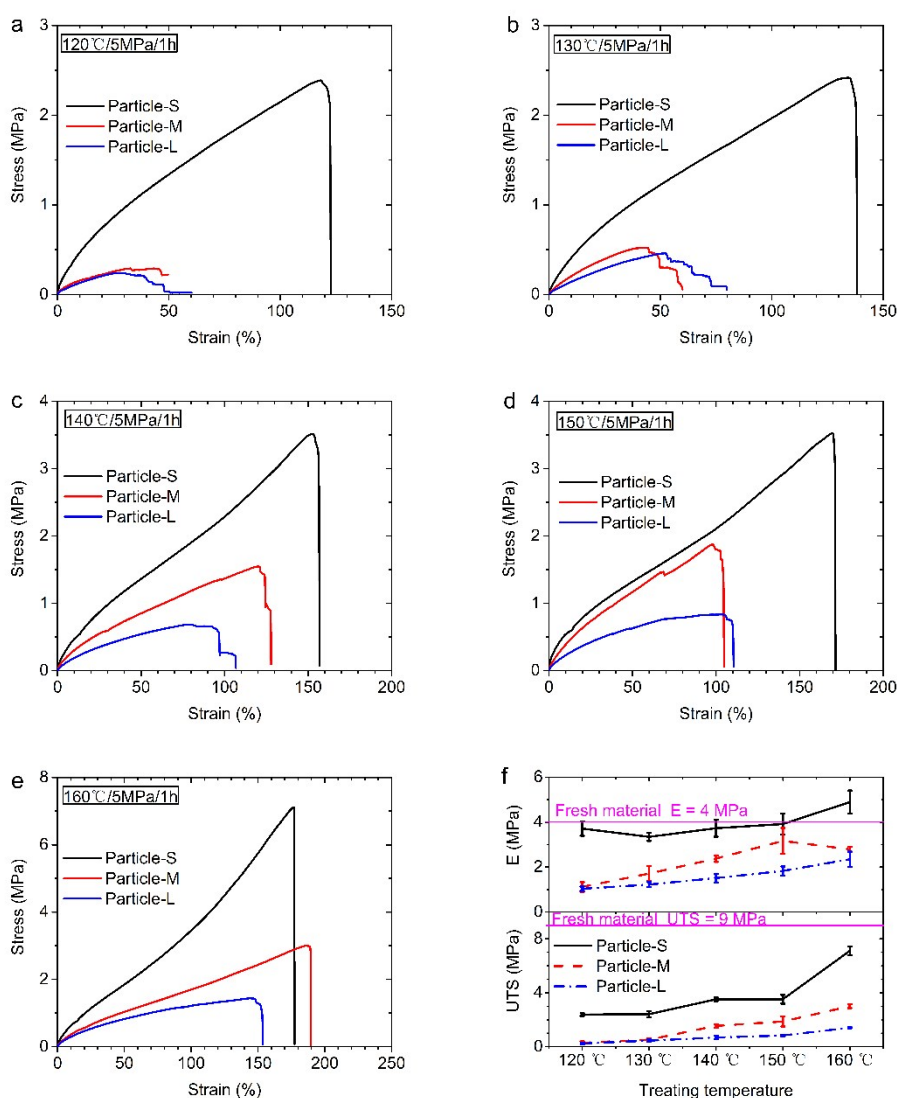 a
120℃/5MPa/1h
Particle-S
Particle-M
Particle-L
Stress (MPa)
3
2
1
0
0 50 100 150
Strain (%)
b
130℃/5MPa/1h
Particle-S
Particle-M
Particle-L
Stress (MPa)
3
2
1
0
0 50 100 150
Strain (%)
c
140℃/5MPa/1h
Particle-S
Particle-M
Particle-L
Stress (MPa)
4
3
2
1
0
0 50 100 150 200
Strain (%)
d
150℃/5MPa/1h
Particle-S
Particle-M
Particle-L
Stress (MPa)
4
3
2
1
0
0 50 100 150 200
Strain (%)
e
160℃/5MPa/1h
Particle-S
Particle-M
Particle-L
Stress (MPa)
8
6
4
2
0
0 50 100 150 200 250
Strain (%)
f
Fresh material E = 4 MPa
E (MPa)
6
4
2
0
Fresh material UTS = 9 MPa
Particle-S
Particle-M
Particle-L
UTS (MPa)
8
4
0
120 ℃ 130 ℃ 140 ℃ 150 ℃ 160 ℃
Treating temperature